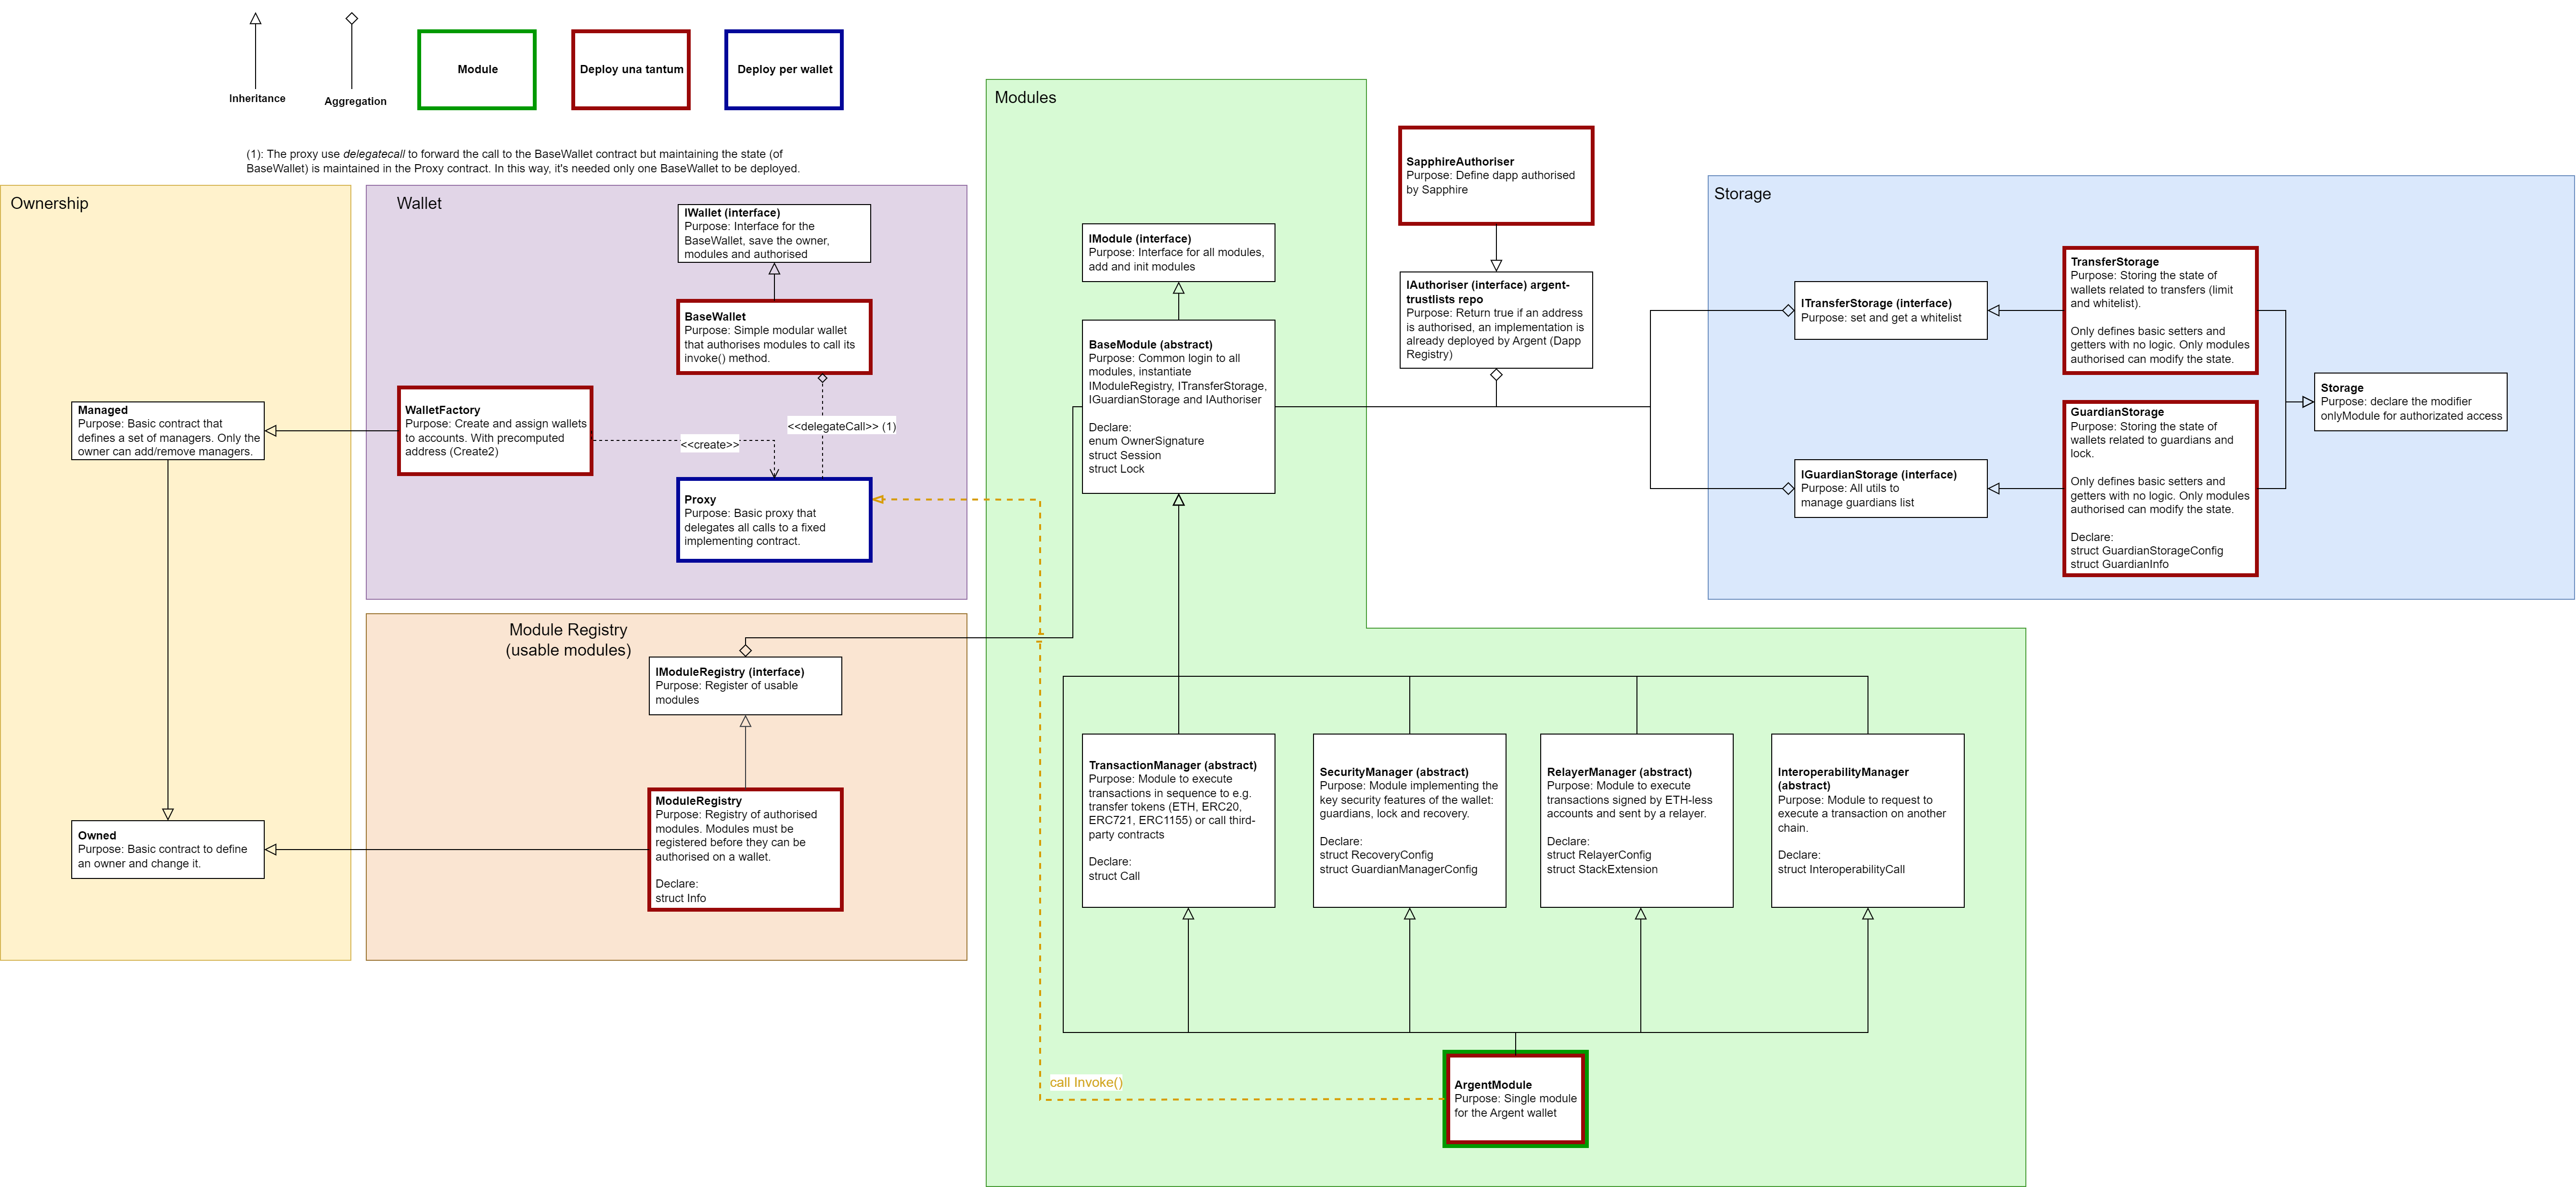 Inheritance
Aggregation
Module
Deploy una tantum
Deploy per wallet
(1): The proxy use delegatecall to forward the call to the BaseWallet contract but maintaining the state (of
BaseWallet) is maintained in the Proxy contract. In this way, it's needed only one BaseWallet to be deployed.
Ownership
Managed
Purpose: Basic contract that
defines a set of managers. Only the
owner can add/remove managers.
Owned
Purpose: Basic contract to define
an owner and change it.
Wallet
IWallet (interface)
Purpose: Interface for the
BaseWallet, save the owner,
modules and authorised
BaseWallet
Purpose: Simple modular wallet
that authorises modules to call its
invoke() method.
WalletFactory
Purpose: Create and assign wallets
to accounts. With precomputed
address (Create2)
<<create>>
<<delegateCall>> (1)
Proxy
Purpose: Basic proxy that
delegates all calls to a fixed
implementing contract.
Module Registry
(usable modules)
IModuleRegistry (interface)
Purpose: Register of usable
modules
ModuleRegistry
Purpose: Registry of authorised
modules. Modules must be
registered before they can be
authorised on a wallet.
Declare:
struct Info
Modules
IModule (interface)
Purpose: Interface for all modules,
add and init modules
BaseModule (abstract)
Purpose: Common login to all
modules, instantiate
IModuleRegistry, ITransferStorage,
IGuardianStorage and IAuthoriser
Declare:
enum OwnerSignature
struct Session
struct Lock
SapphireAuthoriser
Purpose: Define dapp authorised
by Sapphire
IAuthoriser (interface) argent-
trustlists repo
Purpose: Return true if an address
is authorised, an implementation is
already deployed by Argent (Dapp
Registry)
Storage
ITransferStorage (interface)
Purpose: set and get a whitelist
IGuardianStorage (interface)
Purpose: All utils to
manage guardians list
TransferStorage
Purpose: Storing the state of
wallets related to transfers (limit
and whitelist).
Only defines basic setters and
getters with no logic. Only modules
authorised can modify the state.
GuardianStorage
Purpose: Storing the state of
wallets related to guardians and
lock.
Only defines basic setters and
getters with no logic. Only modules
authorised can modify the state.
Declare:
struct GuardianStorageConfig
struct GuardianInfo
Storage
Purpose: declare the modifier
onlyModule for authorizated access
TransactionManager (abstract)
Purpose: Module to execute
transactions in sequence to e.g.
transfer tokens (ETH, ERC20,
ERC721, ERC1155) or call third-
party contracts
Declare:
struct Call
SecurityManager (abstract)
Purpose: Module implementing the
key security features of the wallet:
guardians, lock and recovery.
Declare:
struct RecoveryConfig
struct GuardianManagerConfig
RelayerManager (abstract)
Purpose: Module to execute
transactions signed by ETH-less
accounts and sent by a relayer.
Declare:
struct RelayerConfig
struct StackExtension
InteroperabilityManager
(abstract)
Purpose: Module to request to
execute a transaction on another
chain.
Declare:
struct InteroperabilityCall
call Invoke()
ArgentModule
Purpose: Single module
for the Argent wallet